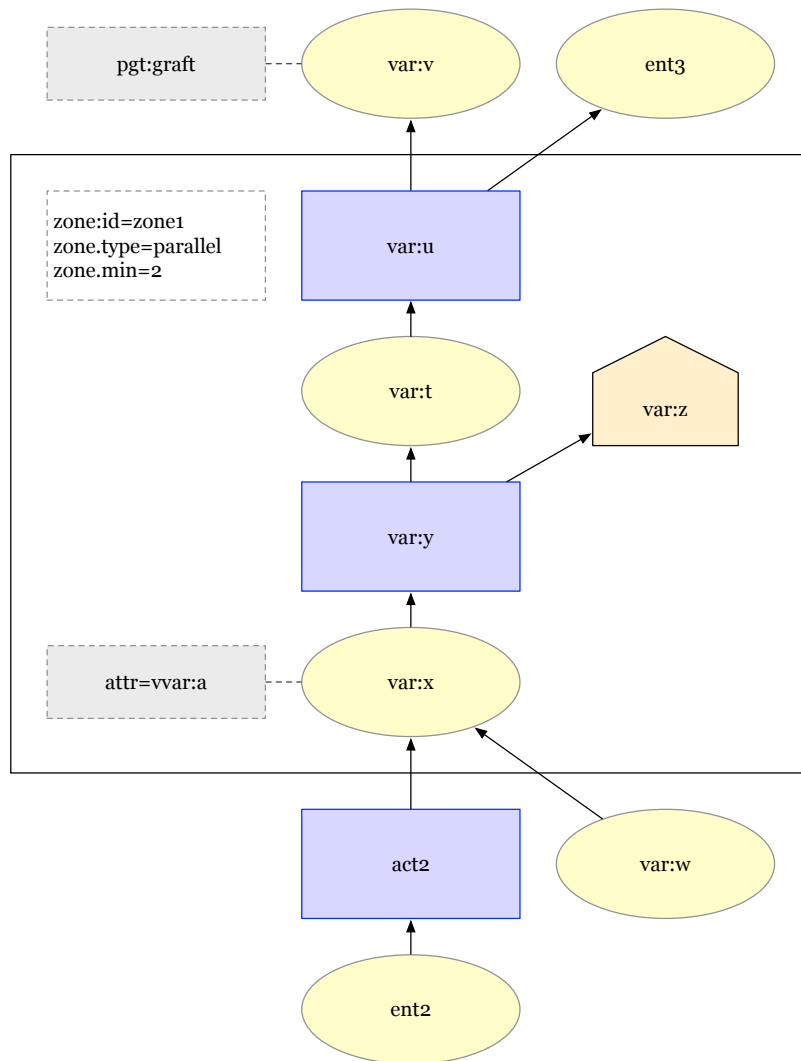 pgt:graft
var:v
ent3
zone:id=zone1
zone.type=parallel
zone.min=2
var:u
var:t
var:z
var:y
attr=vvar:a
var:x
act2
var:w
ent2